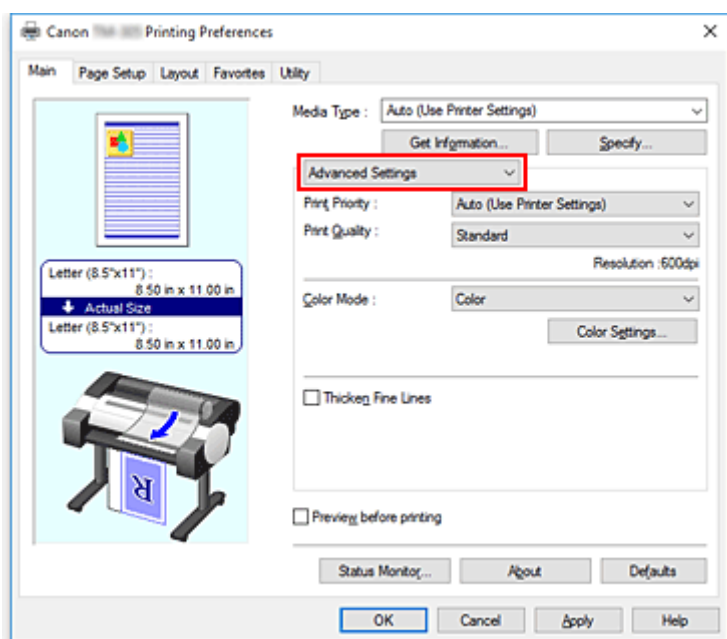 Canon Printing Preferences
Main Page Setup Layout Favorites Utility
Media Type : Auto (Use Printer Settings)
Get Information... Specify...
Advanced Settings
Print Priority : Auto (Use Printer Settings)
Print Quality : Standard
Resolution :600dpi
Letter (8.5"x11") :
8.50 in x 11.00 in
Actual Size
Letter (8.5"x11") :
8.50 in x 11.00 in
Color Mode : Color
Color Settings...
Thicken Fine Lines
R
Preview before printing
Status Monitor... About Defaults
OK Cancel Apply Help